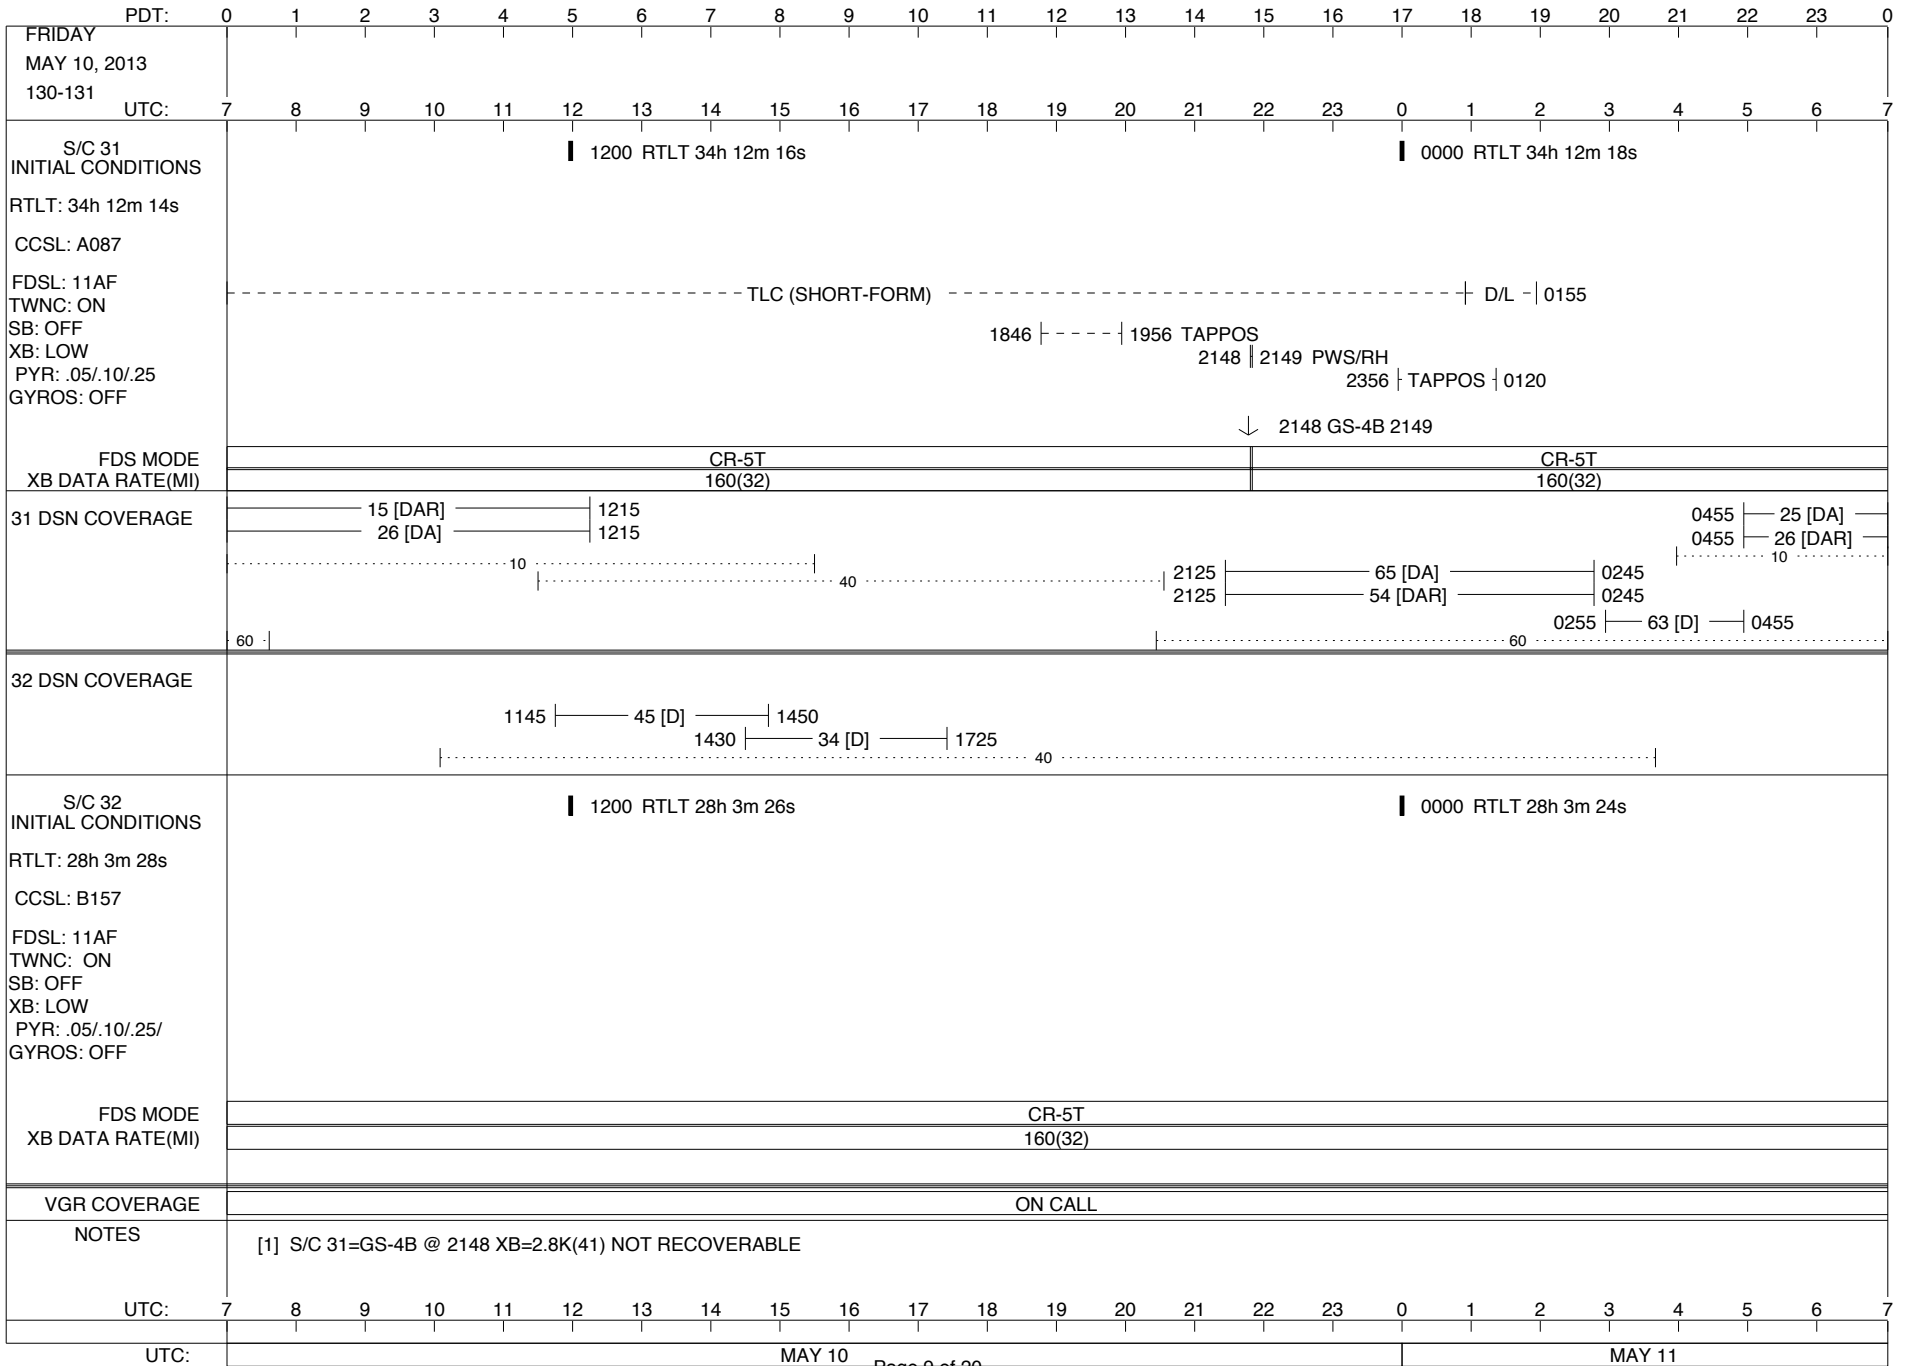 PDT: 0 1 2 3 4 5 6 7 8 9 10 11 12 13 14 15 16 17 18 19 20 21 22 23 0
FRIDAY
MAY 10, 2013
130-131
UTC: 7 8 9 10 11 12 13 14 15 16 17 18 19 20 21 22 23 0 1 2 3 4 5 6 7
S/C 31
INITIAL CONDITIONS
1200 RTLT 34h 12m 16s
0000 RTLT 34h 12m 18s
RTLT: 34h 12m 14s
CCSL: A087
FDSL: 11AF
TWNC: ON
SB: OFF
XB: LOW
PYR: .05/.10/.25
GYROS: OFF
TLC (SHORT-FORM) D/L 0155
1846 1956 TAPPOS
2148 2149 PWS/RH
2356 TAPPOS 0120
2148 GS-4B 2149
FDS MODE CR-5T CR-5T
XB DATA RATE(MI) 160(32) 160(32)
31 DSN COVERAGE
15 [DAR] 1215
26 [DA] 1215
0455 25 [DA]
0455 26 [DAR]
10
10
40
2125 65 [DA] 0245
2125 54 [DAR] 0245
0255 63 [D] 0455
60
60
32 DSN COVERAGE
1145 45 [D] 1450
1430 34 [D] 1725
40
S/C 32
INITIAL CONDITIONS
1200 RTLT 28h 3m 26s
0000 RTLT 28h 3m 24s
RTLT: 28h 3m 28s
CCSL: B157
FDSL: 11AF
TWNC: ON
SB: OFF
XB: LOW
PYR: .05/.10/.25/
GYROS: OFF
FDS MODE CR-5T
XB DATA RATE(MI) 160(32)
VGR COVERAGE ON CALL
NOTES
[1] S/C 31=GS-4B @ 2148 XB=2.8K(41) NOT RECOVERABLE
UTC: 7 8 9 10 11 12 13 14 15 16 17 18 19 20 21 22 23 0 1 2 3 4 5 6 7
UTC: MAY 10 MAY 11
Page 9 of 20